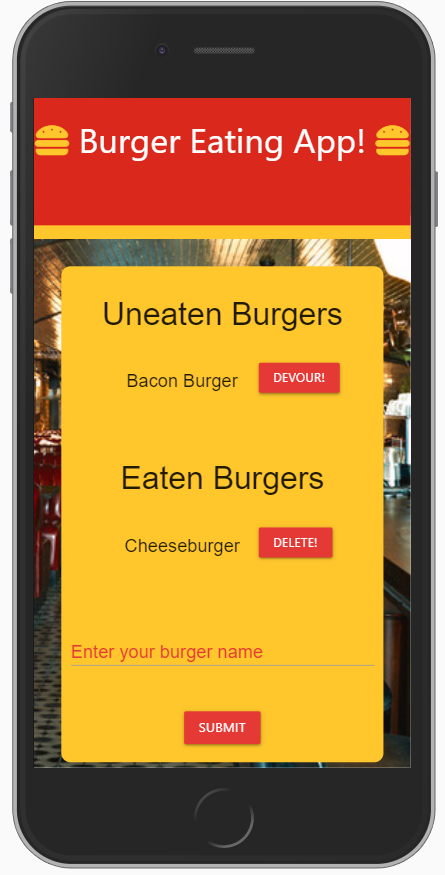 Burger Eating App!
Uneaten Burgers
Bacon Burger DEVOUR!
Eaten Burgers
Cheeseburger DELETE!
Enter your burger name
SUBMIT